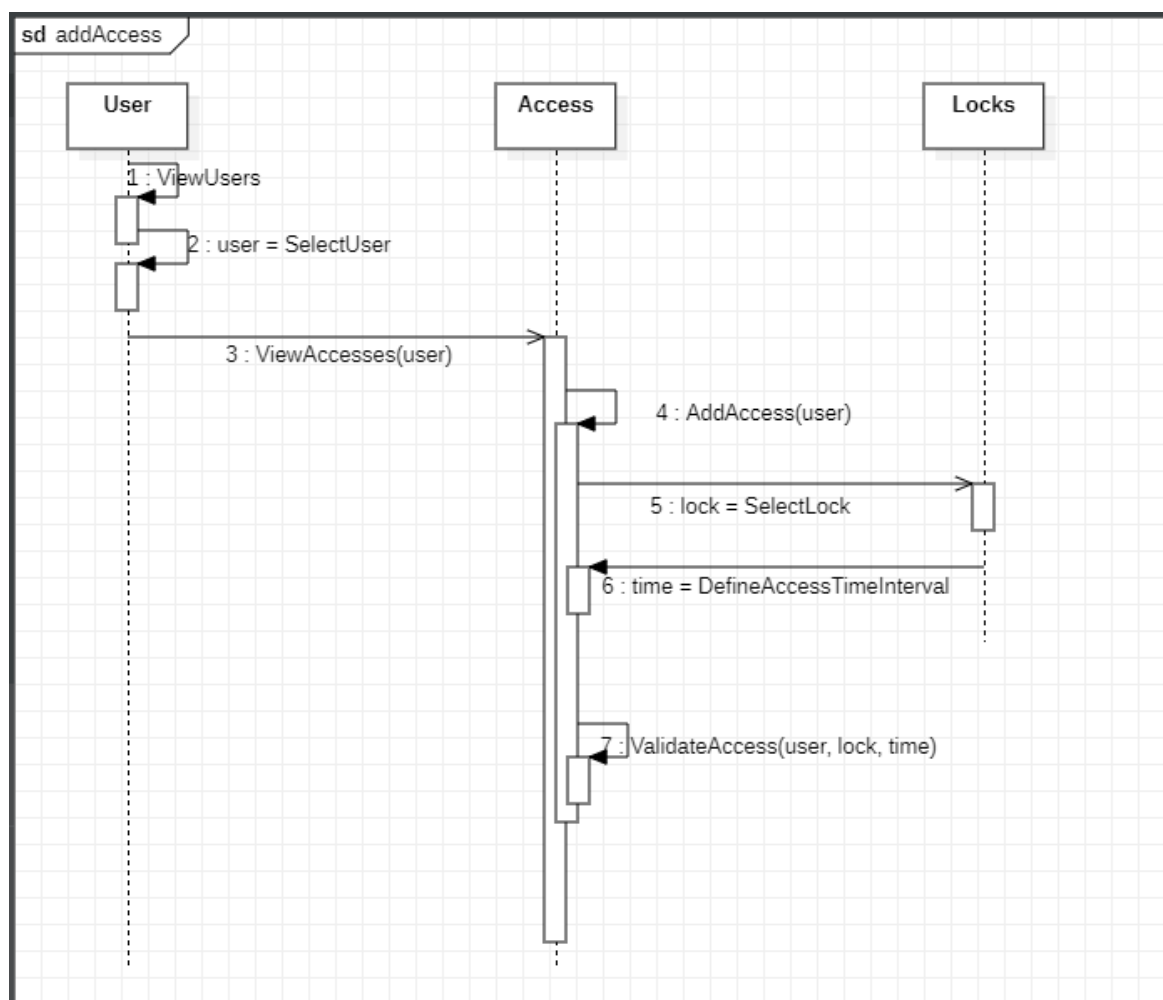 sd addAccess
User
Access
Locks
1 : ViewUsers
2 : user = SelectUser
3 : ViewAccesses(user)
4 : AddAccess(user)
5 : lock = SelectLock
6 : time = DefineAccessTimeInterval
7 : ValidateAccess(user, lock, time)